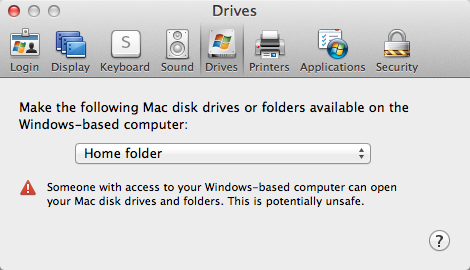 Drives
Login Display Keyboard Sound Drives Printers Applications Security
S
Make the following Mac disk drives or folders available on the
Windows-based computer:
Home folder
Someone with access to your Windows-based computer can open
your Mac disk drives and folders. This is potentially unsafe.
?